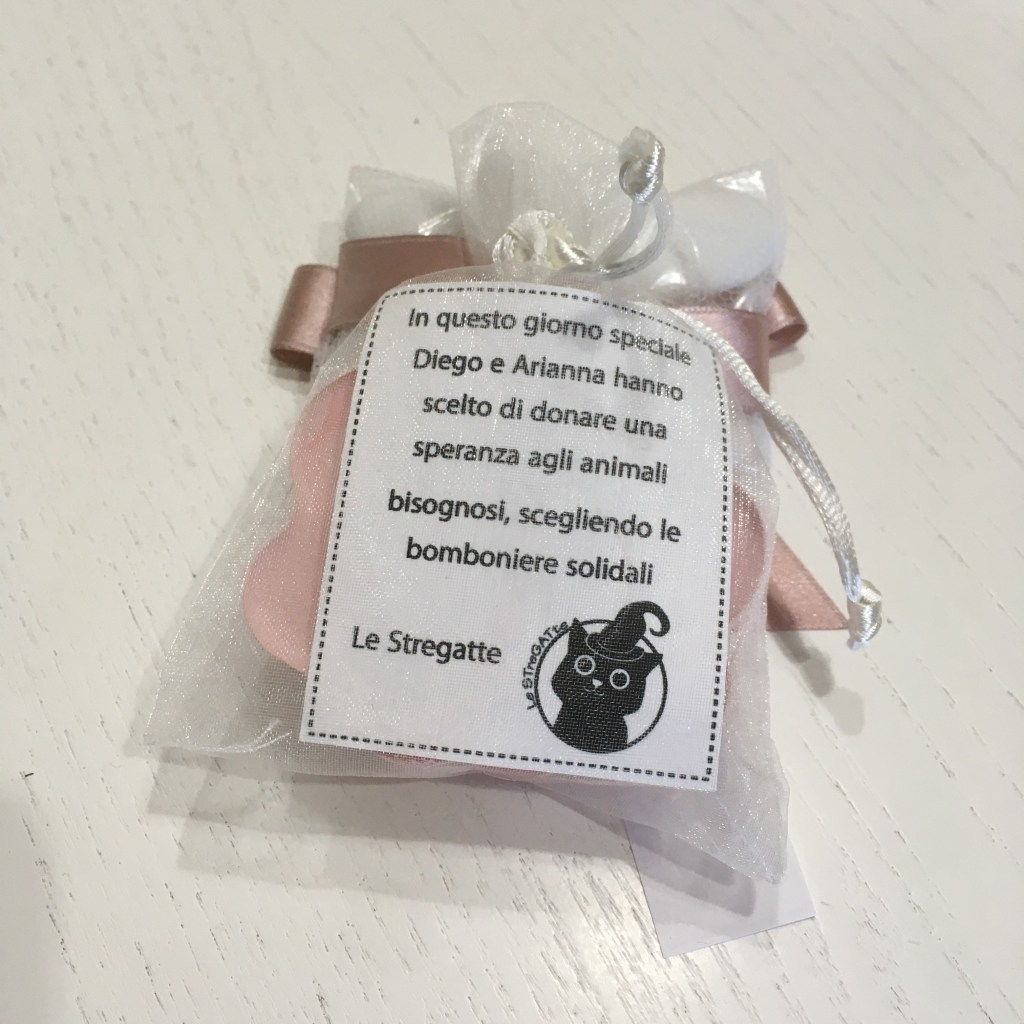 In questo giorno speciale
Diego e Arianna hanno
scelto di donare una
speranza agli animali
bisognosi, scegliendo le
bomboniere solidali
Le Stregatte
Le STreGATTe